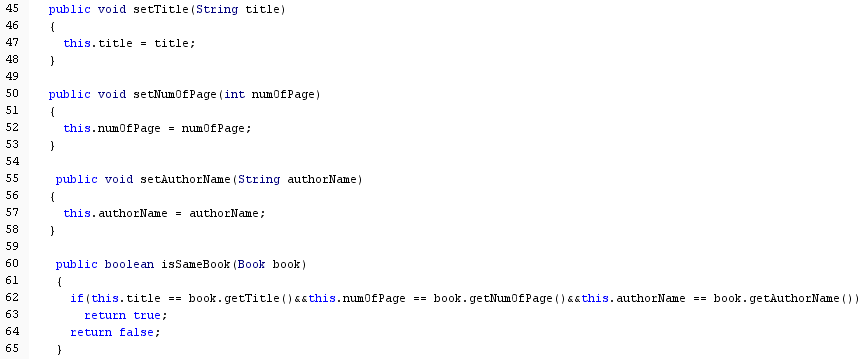 45 public void setTitle(String title)
46 {
47 this.title = title;
48 }
49
50 public void setNumOfPage(int numOfPage)
51 {
52 this.numOfPage = numOfPage;
53 }
54
55 public void setAuthorName(String authorName)
56 {
57 this.authorName = authorName;
58 }
59
60 public boolean isSameBook(Book book)
61 {
62 if(this.title == book.getTitle()&&this.numOfPage == book.getNumOfPage()&&this.authorName == book.getAuthorName())
63 return true;
64 return false;
65 }